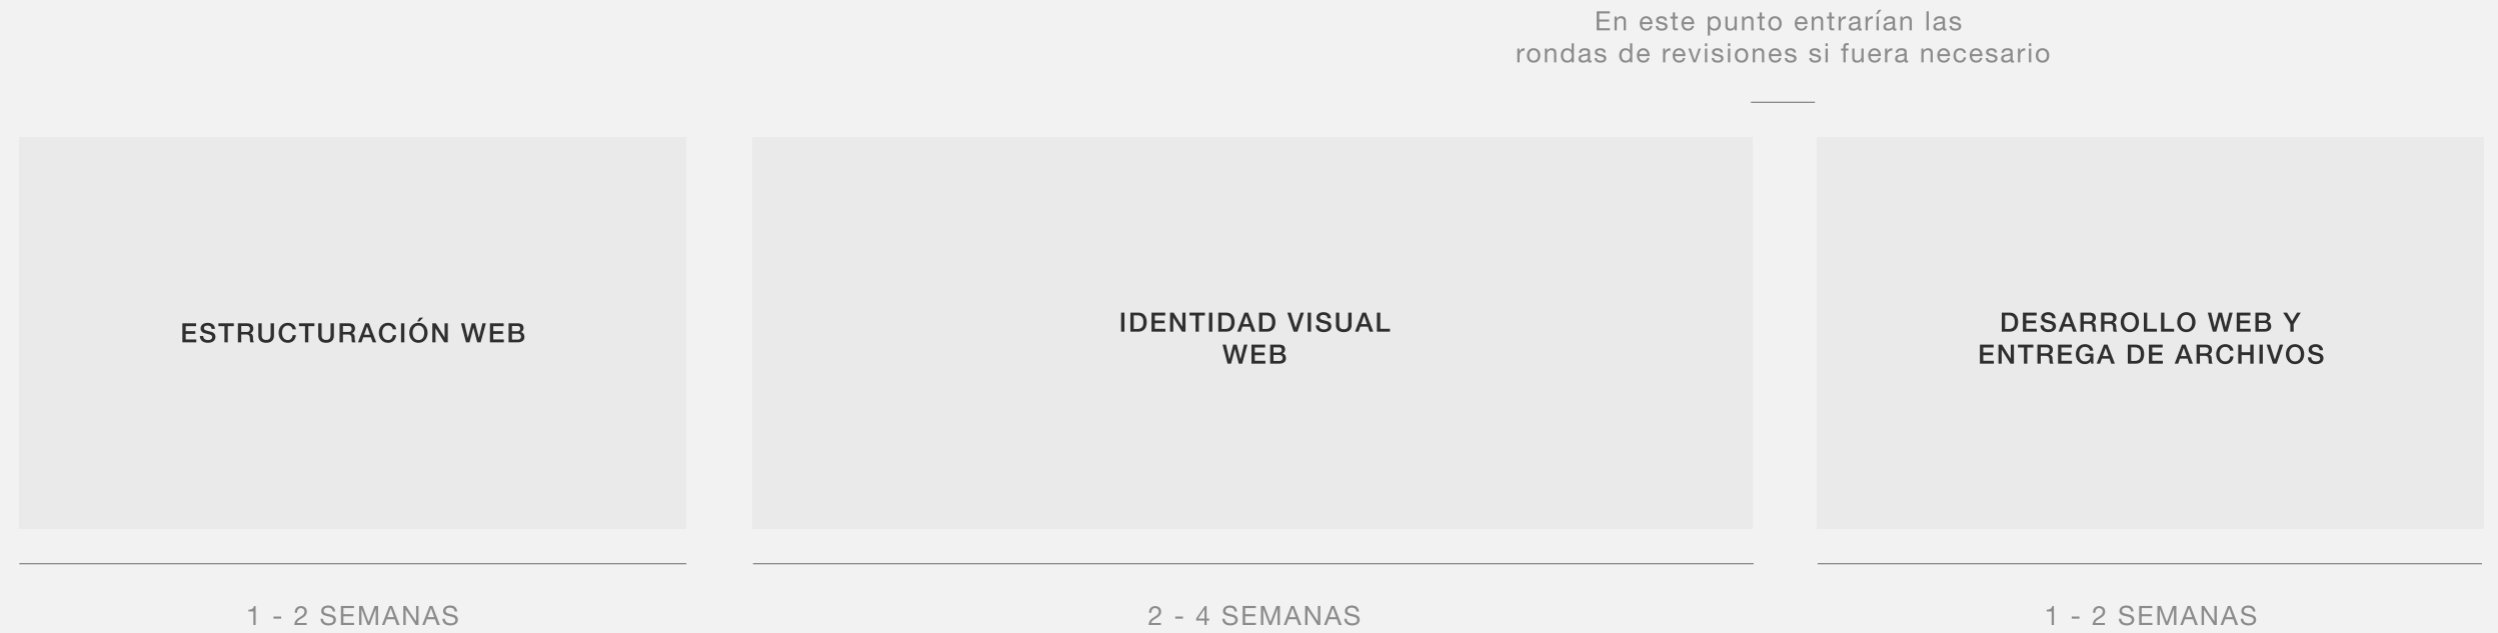 En este punto entrarían las
rondas de revisiones si fuera necesario
ESTRUCTURACIÓN WEB
IDENTIDAD VISUAL
WEB
DESARROLLO WEB Y
ENTREGA DE ARCHIVOS
1 - 2 SEMANAS
2 - 4 SEMANAS
1 - 2 SEMANAS